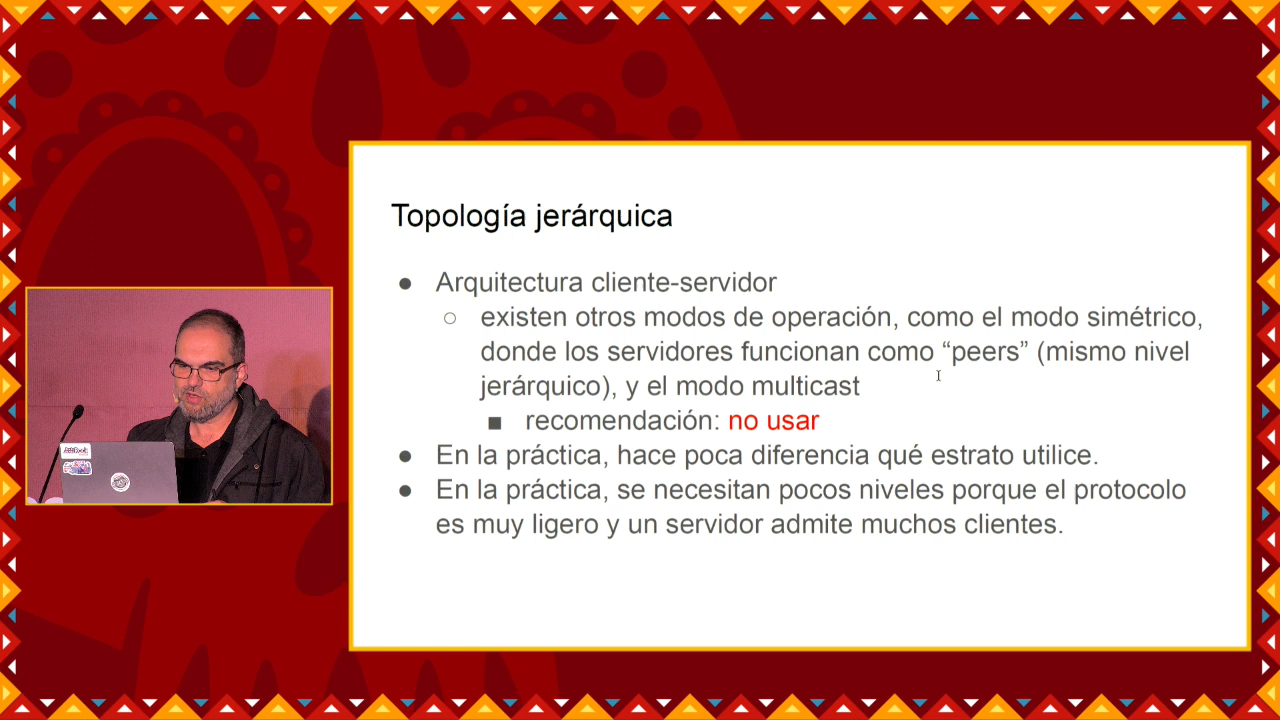 Topología jerárquica
● Arquitectura cliente-servidor
○ existen otros modos de operación, como el modo simétrico,
donde los servidores funcionan como “peers” (mismo nivel
jerárquico), y el modo multicast
■ recomendación: no usar
● En la práctica, hace poca diferencia qué estrato utilice.
● En la práctica, se necesitan pocos niveles porque el protocolo
es muy ligero y un servidor admite muchos clientes.